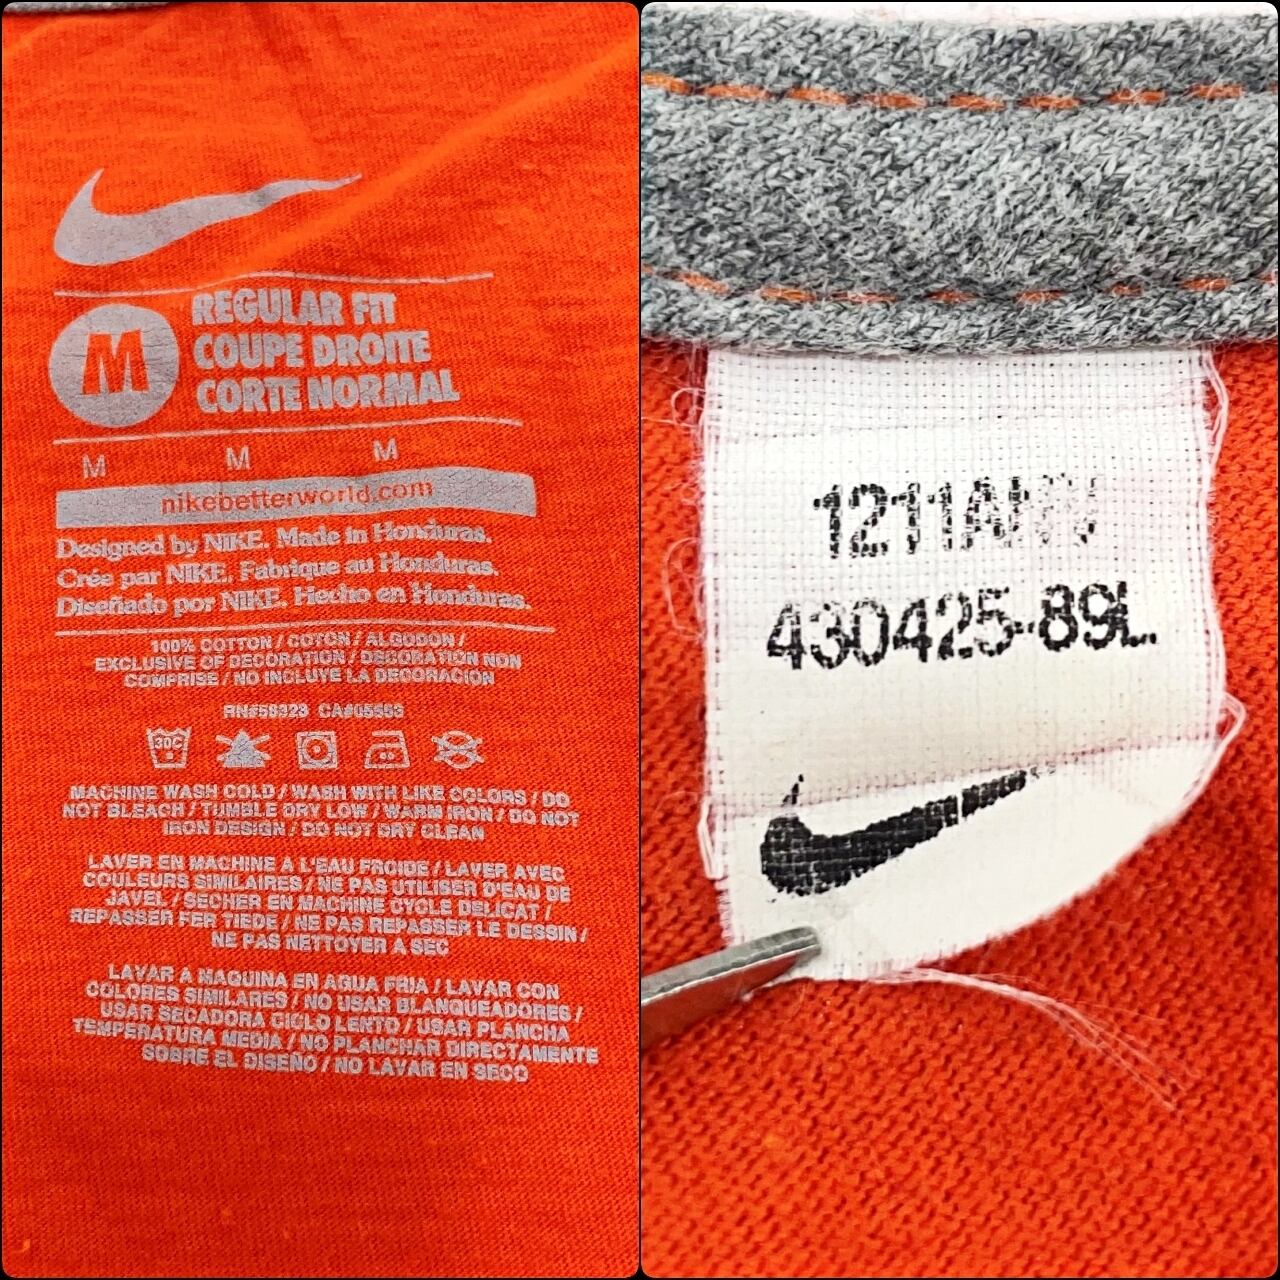 M
REGULAR FIT
COUPE DROITE
CORTE NORMAL
M M M
nikebetterworld.com
Designed by NIKE. Made in Honduras.
Crée par NIKE. Fabrique au Honduras.
Diseñado por NIKE. Hecho en Honduras.
100% COTTON / COTON / ALGODON /
EXCLUSIVE OF DECORATION / DECORATION NON
COMPRISE / NO INCLUYE LA DECORACION
RN#58323 CA#05553
30C
MACHINE WASH COLD / WASH WITH LIKE COLORS / DO
NOT BLEACH / TUMBLE DRY LOW / WARM IRON / DO NOT
IRON DESIGN / DO NOT DRY CLEAN
LAVER EN MACHINE A L'EAU FROIDE / LAVER AVEC
COULEURS SIMILAIRES / NE PAS UTILISER D'EAU DE
JAVEL / SECHER EN MACHINE CYCLE DELICAT /
REPASSER FER TIEDE / NE PAS REPASSER LE DESSIN /
NE PAS NETTOYER A SEC
LAVAR A MAQUINA EN AGUA FRIA / LAVAR CON
COLORES SIMILARES / NO USAR BLANQUEADORES /
USAR SECADORA CICLO LENTO / USAR PLANCHA
TEMPERATURA MEDIA / NO PLANCHAR DIRECTAMENTE
SOBRE EL DISEÑO / NO LAVAR EN SECO
430425-89L